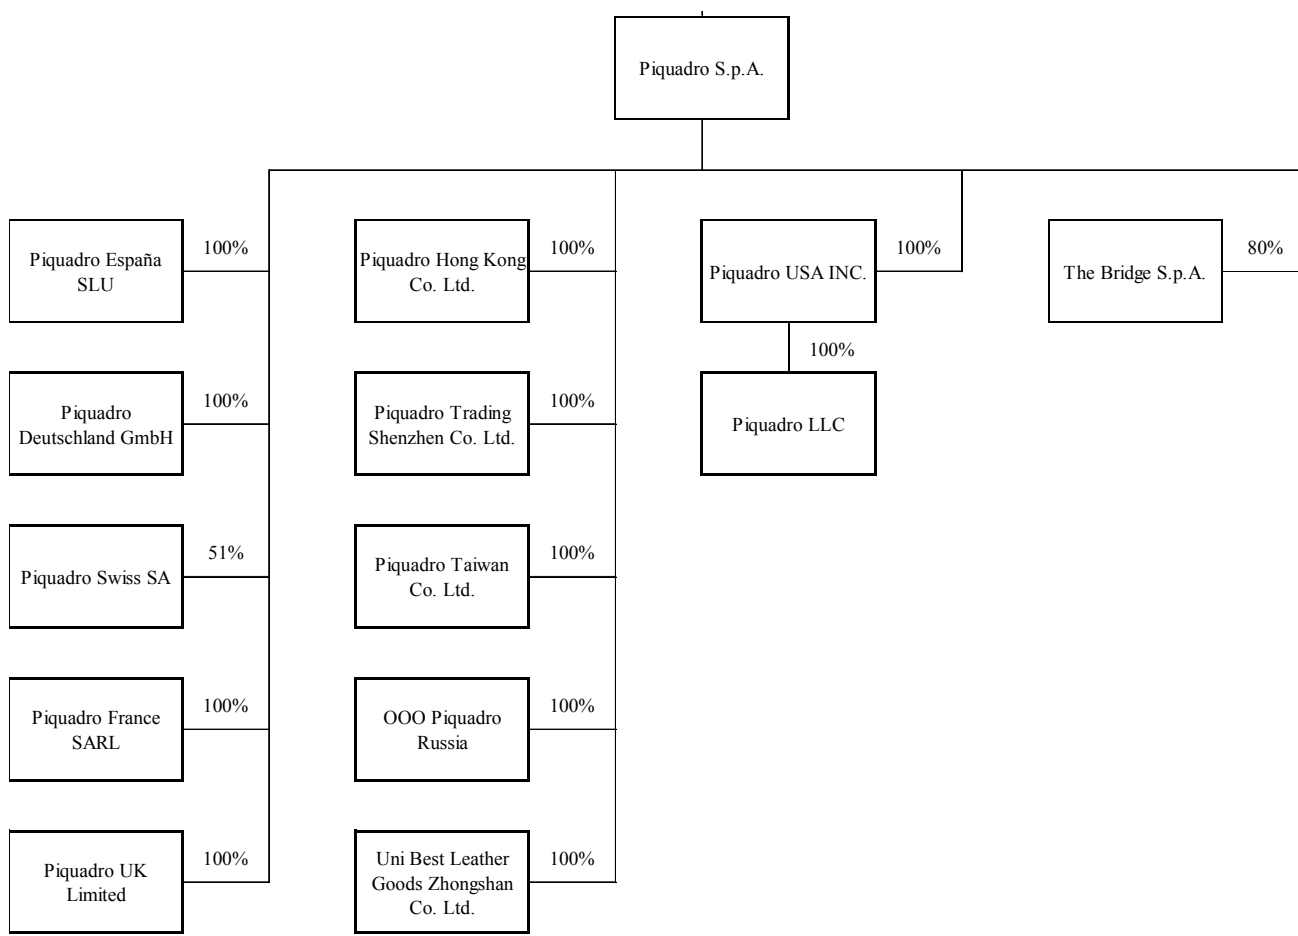 Piquadro S.p.A.
Piquadro España
SLU
100%
Piquadro Hong Kong
Co. Ltd.
100%
Piquadro USA INC.
100%
The Bridge S.p.A.
80%
100%
Piquadro
Deutschland GmbH
100%
Piquadro Trading
Shenzhen Co. Ltd.
100%
Piquadro LLC
Piquadro Swiss SA
51%
Piquadro Taiwan
Co. Ltd.
100%
Piquadro France
SARL
100%
OOO Piquadro
Russia
100%
Piquadro UK
Limited
100%
Uni Best Leather
Goods Zhongshan
Co. Ltd.
100%